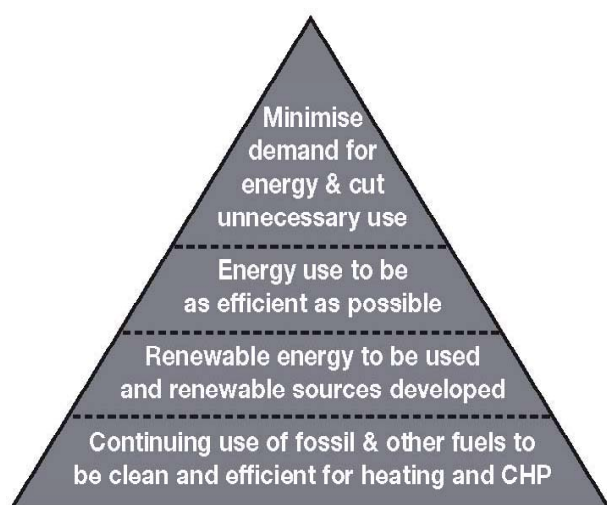 Minimise
demand for
energy & cut
unnecessary use
Energy use to be
as efficient as possible
Renewable energy to be used
and renewable sources developed
Continuing use of fossil & other fuels to
be clean and efficient for heating and CHP